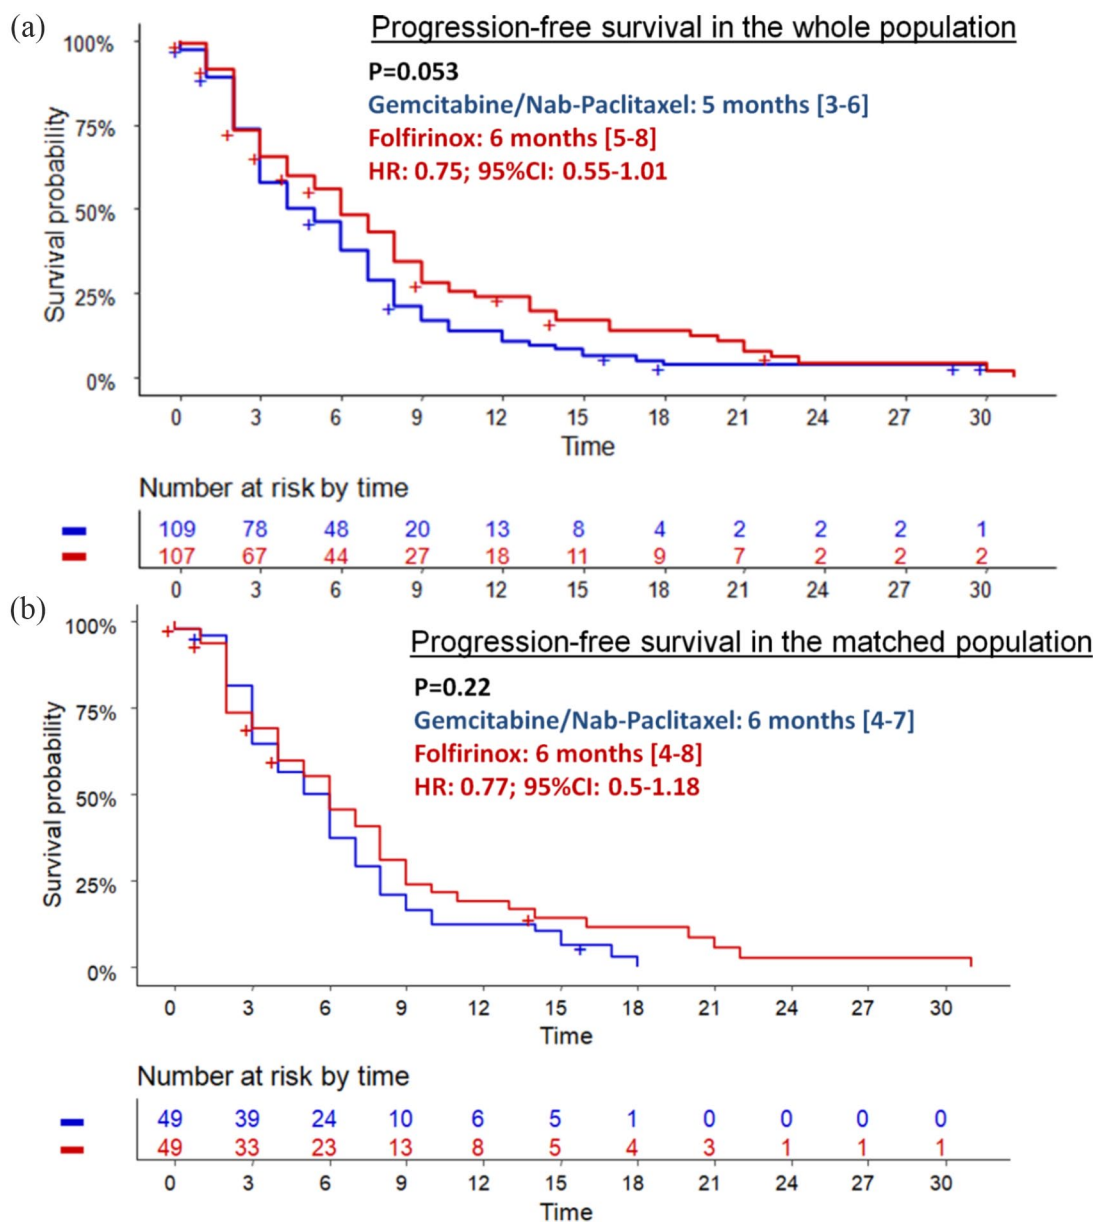 (a)
Progression-free survival in the whole population
P=0.053
Gemcitabine/Nab-Paclitaxel: 5 months [3-6]
Folfirinox: 6 months [5-8]
HR: 0.75; 95%CI: 0.55-1.01
Survival probability
100%
75%
50%
25%
0%
0 3 6 9 12 15 18 21 24 27 30
Time
Number at risk by time
109 78 48 20 13 8 4 2 2 2 1
107 67 44 27 18 11 9 7 2 2 2
0 3 6 9 12 15 18 21 24 27 30
(b)
Progression-free survival in the matched population
P=0.22
Gemcitabine/Nab-Paclitaxel: 6 months [4-7]
Folfirinox: 6 months [4-8]
HR: 0.77; 95%CI: 0.5-1.18
Survival probability
100%
75%
50%
25%
0%
0 3 6 9 12 15 18 21 24 27 30
Time
Number at risk by time
49 39 24 10 6 5 1 0 0 0 0
49 33 23 13 8 5 4 3 1 1 1
0 3 6 9 12 15 18 21 24 27 30
Time